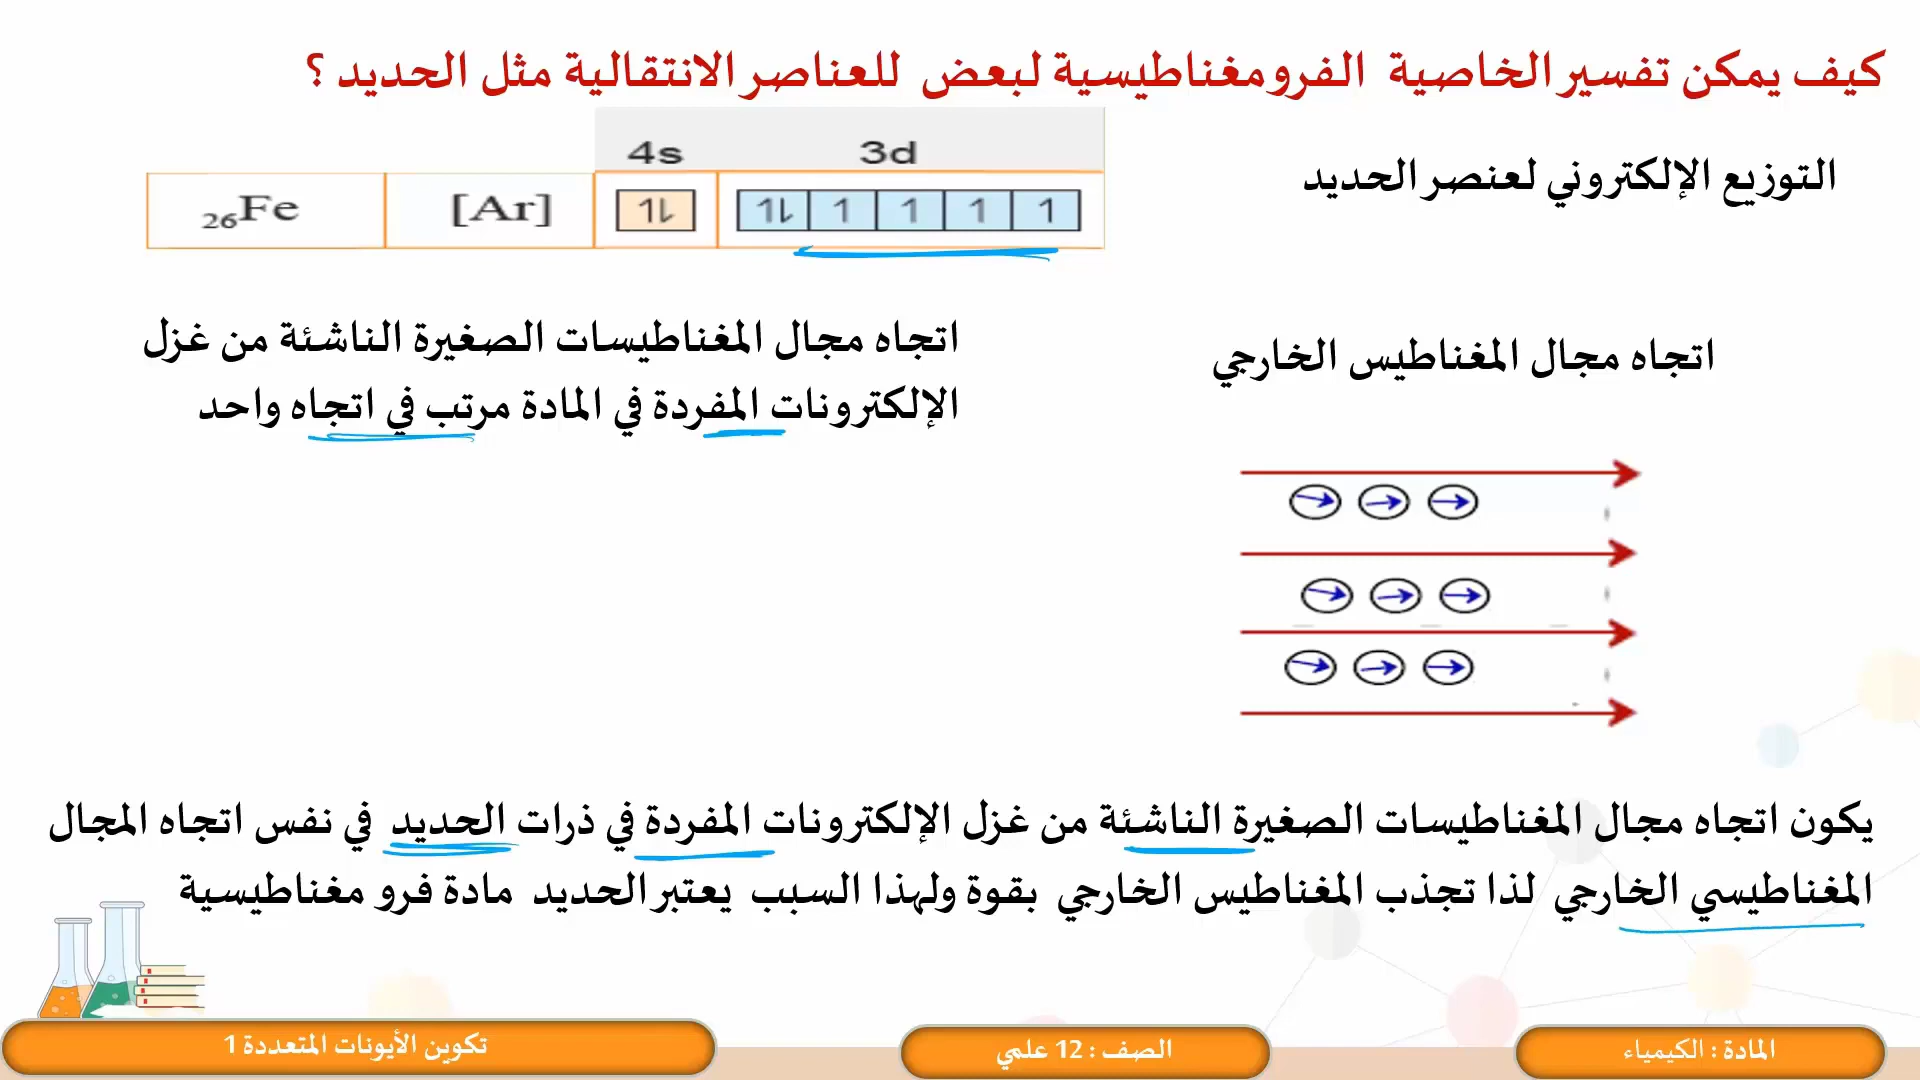 كيف يمكن تفسير الخاصية الفرومغناطيسية لبعض للعناصر الانتقالية مثل الحديد ؟
التوزيع الإلكتروني لعنصر الحديد
4s 3d
26Fe [Ar] 1⇂ 1⇂ 1 1 1 1
اتجاه مجال المغناطيس الخارجي
اتجاه مجال المغناطيسات الصغيرة الناشئة من غزل
الإلكترونات المفردة في المادة مرتب في اتجاه واحد
يكون اتجاه مجال المغناطيسات الصغيرة الناشئة من غزل الإلكترونات المفردة في ذرات الحديد في نفس اتجاه المجال
المغناطيسي الخارجي لذا تجذب المغناطيس الخارجي بقوة ولهذا السبب يعتبر الحديد مادة فرو مغناطيسية
المادة : الكيمياء
الصف : 12 علمي
تكوين الأيونات المتعددة 1